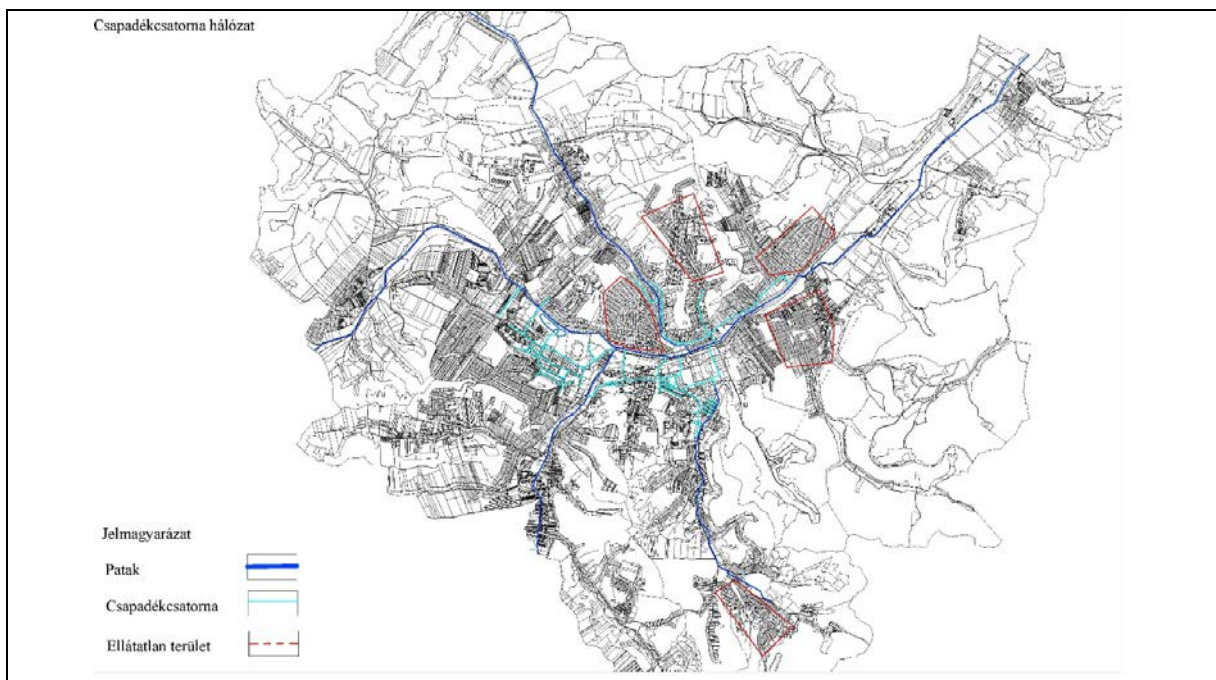 Csapadékcsatorna hálózat
Jelmagyarázat
Patak
Csapadékcsatorna
Ellátatlan terület